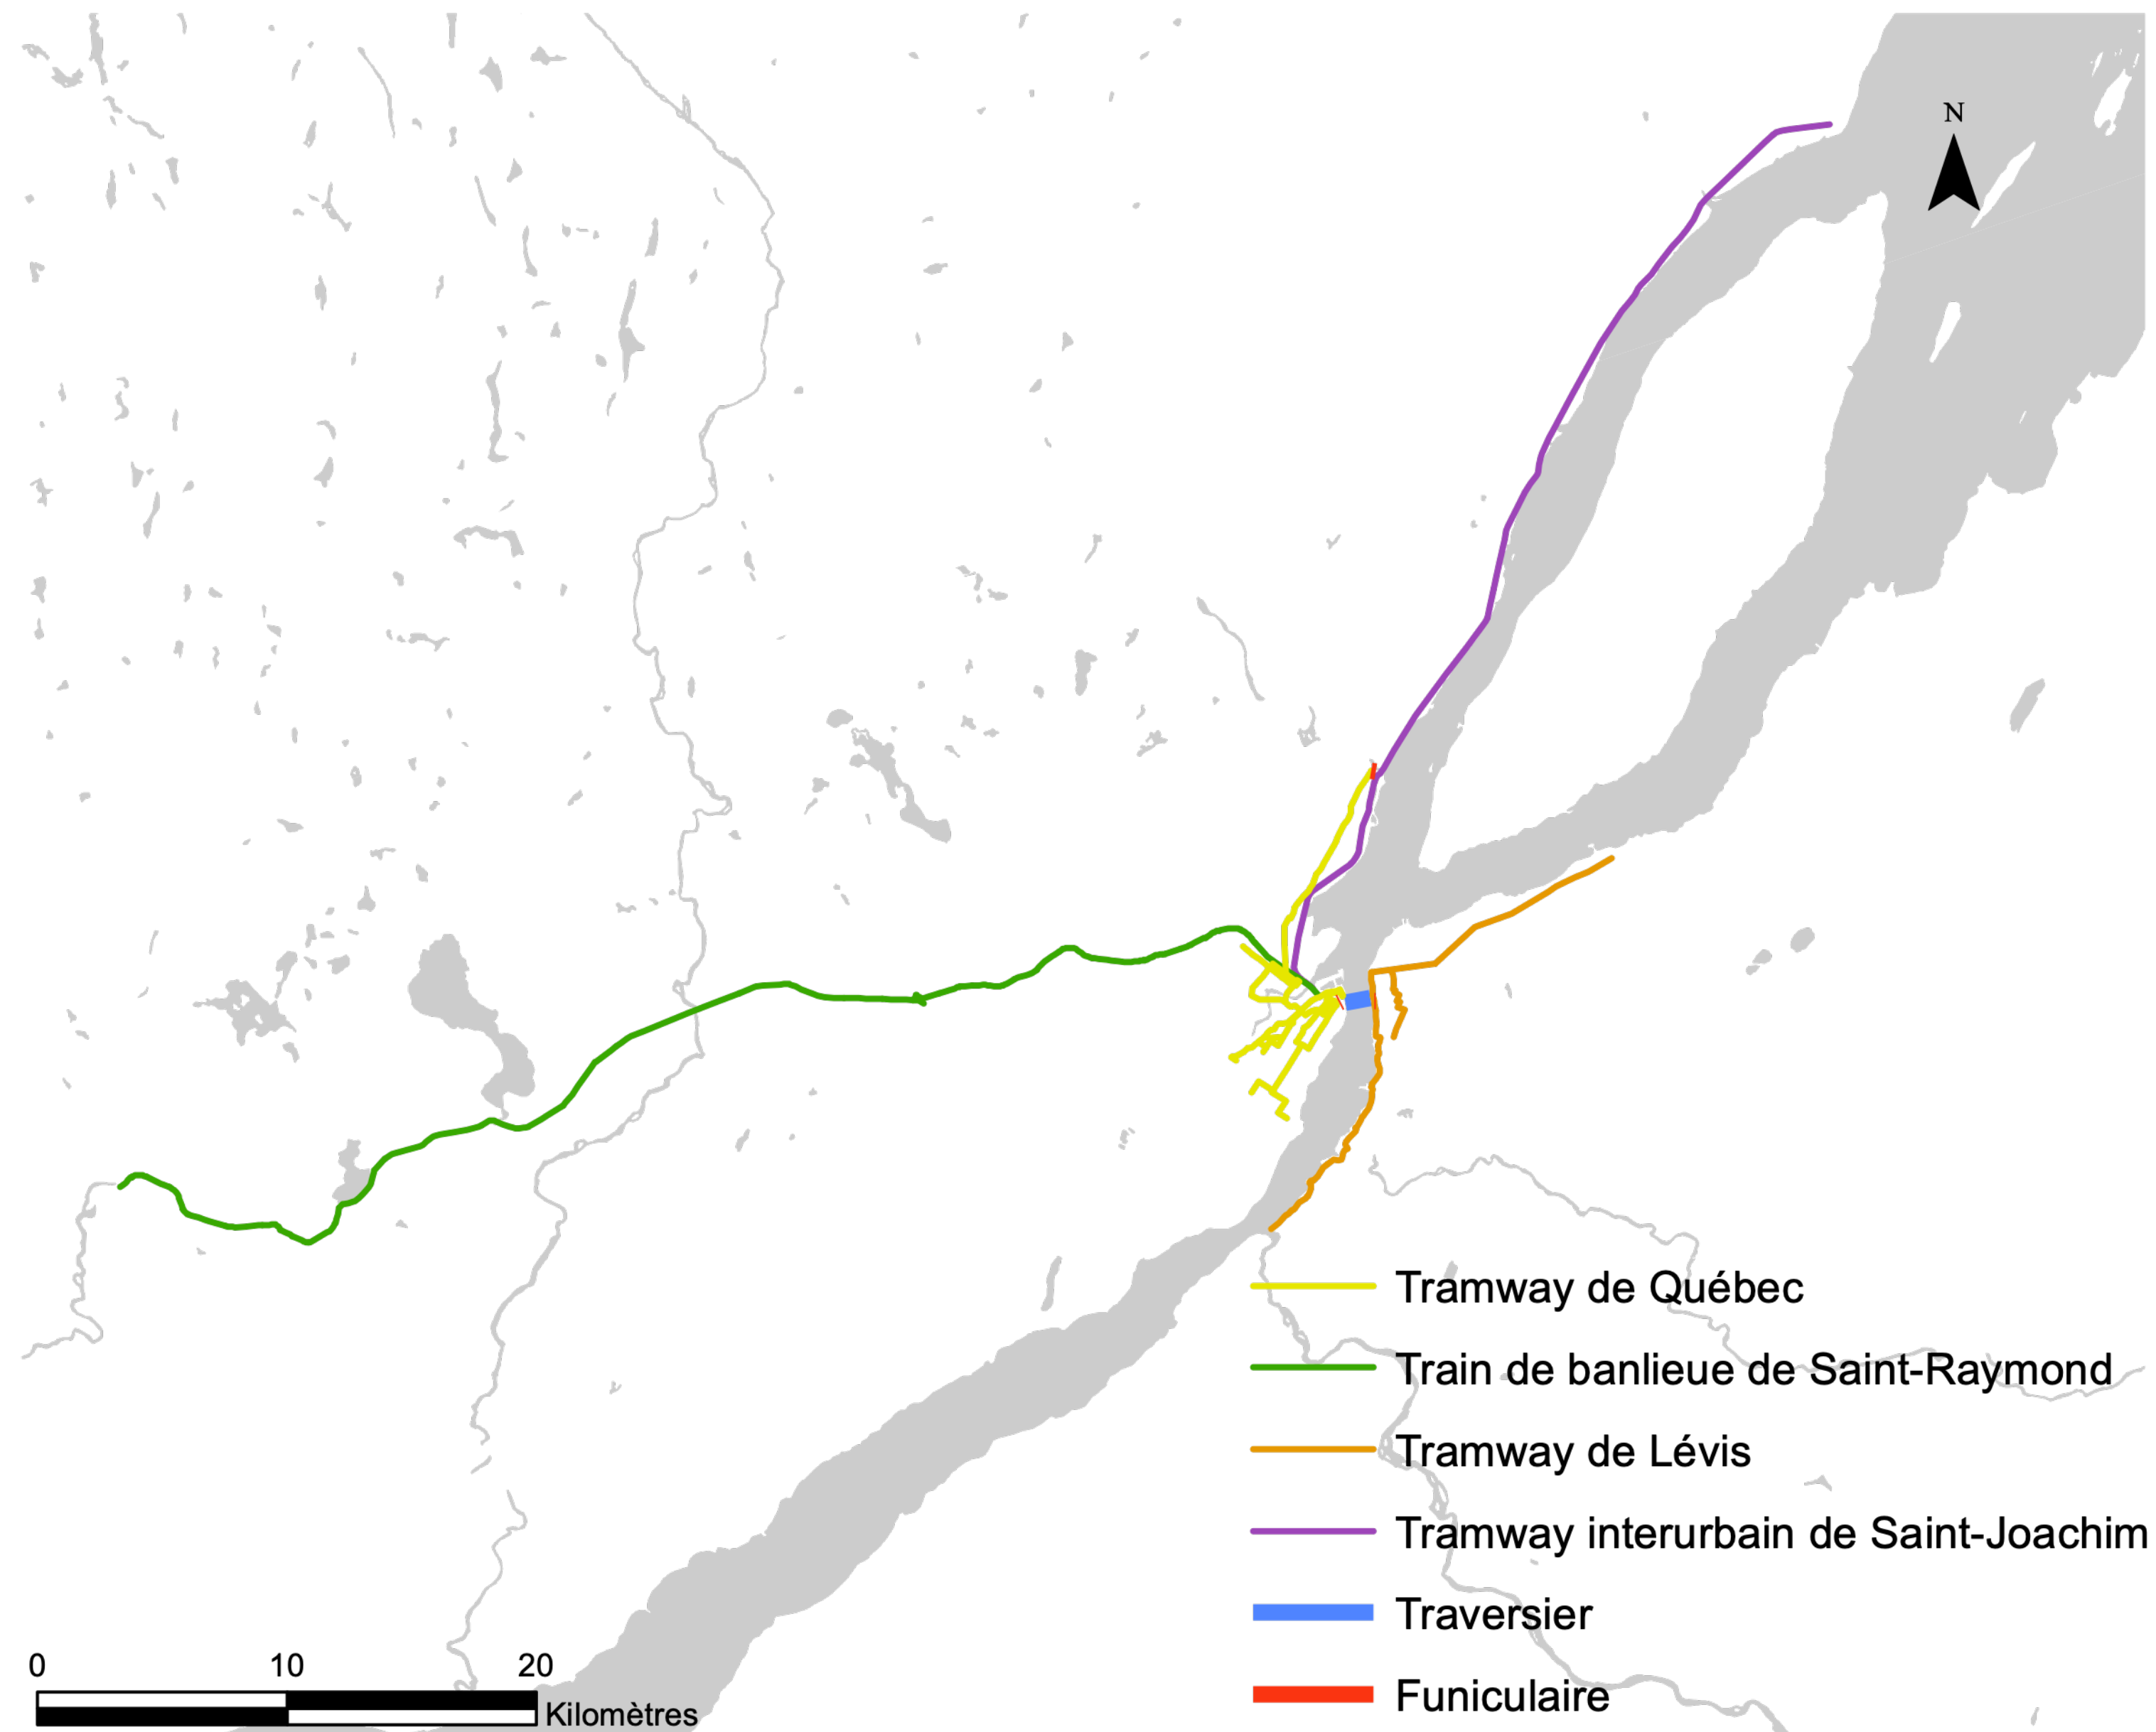 N
Tramway de Québec
Train de banlieue de Saint-Raymond
Tramway de Lévis
Tramway interurbain de Saint-Joachim
Traversier
Funiculaire
0 10 20
Kilomètres